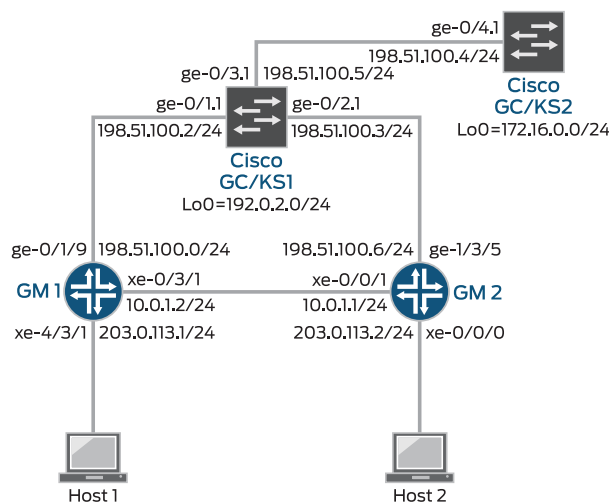 ge-0/4.1
198.51.100.4/24
Cisco
GC/KS2
Lo0=172.16.0.0/24
ge-0/3.1 198.51.100.5/24
ge-0/1.1 ge-0/2.1
198.51.100.2/24 198.51.100.3/24
Cisco
GC/KS1
Lo0=192.0.2.0/24
ge-0/1/9 198.51.100.0/24 198.51.100.6/24 ge-1/3/5
GM 1 xe-0/3/1 xe-0/0/1 GM 2
10.0.1.2/24 10.0.1.1/24
xe-4/3/1 203.0.113.1/24 203.0.113.2/24 xe-0/0/0
Host 1 Host 2